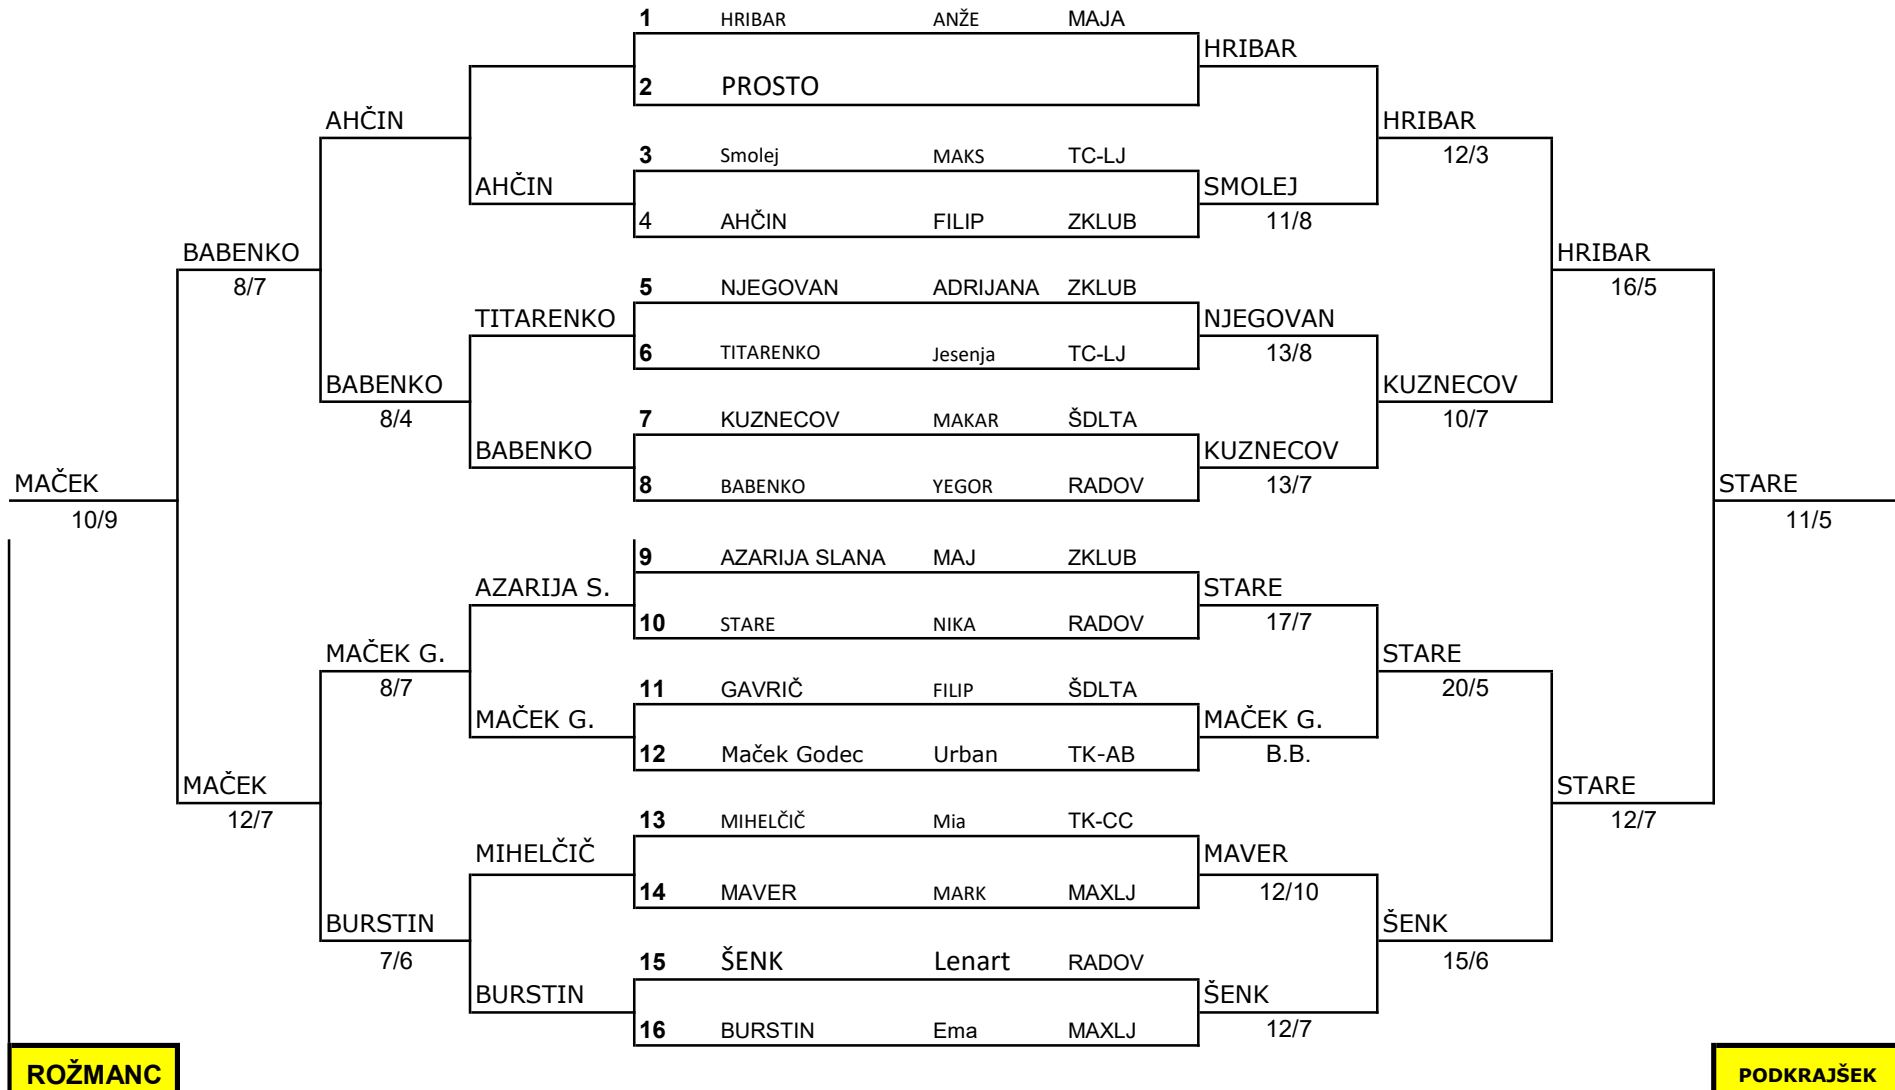 1 HRIBAR ANŽE MAJA
HRIBAR
2 PROSTO
AHČIN HRIBAR
3 Smolej MAKS TC-LJ 12/3
AHČIN SMOLEJ
4 AHČIN FILIP ZKLUB 11/8
BABENKO HRIBAR
8/7 5 NJEGOVAN ADRIJANA ZKLUB 16/5
TITARENKO NJEGOVAN
6 TITARENKO Jesenja TC-LJ 13/8
BABENKO KUZNECOV
8/4 7 KUZNECOV MAKAR ŠDLTA 10/7
BABENKO KUZNECOV
MAČEK 8 BABENKO YEGOR RADOV 13/7 STARE
10/9 11/5
9 AZARIJA SLANA MAJ ZKLUB
AZARIJA S. STARE
10 STARE NIKA RADOV 17/7
MAČEK G. STARE
8/7 11 GAVRIČ FILIP ŠDLTA 20/5
MAČEK G. MAČEK G.
12 Maček Godec Urban TK-AB B.B.
MAČEK STARE
12/7 13 MIHELČIČ Mia TK-CC 12/7
MIHELČIČ MAVER
14 MAVER MARK MAXLJ 12/10
BURSTIN ŠENK
7/6 15 ŠENK Lenart RADOV 15/6
BURSTIN ŠENK
16 BURSTIN Ema MAXLJ 12/7
ROŽMANC PODKRAJŠEK